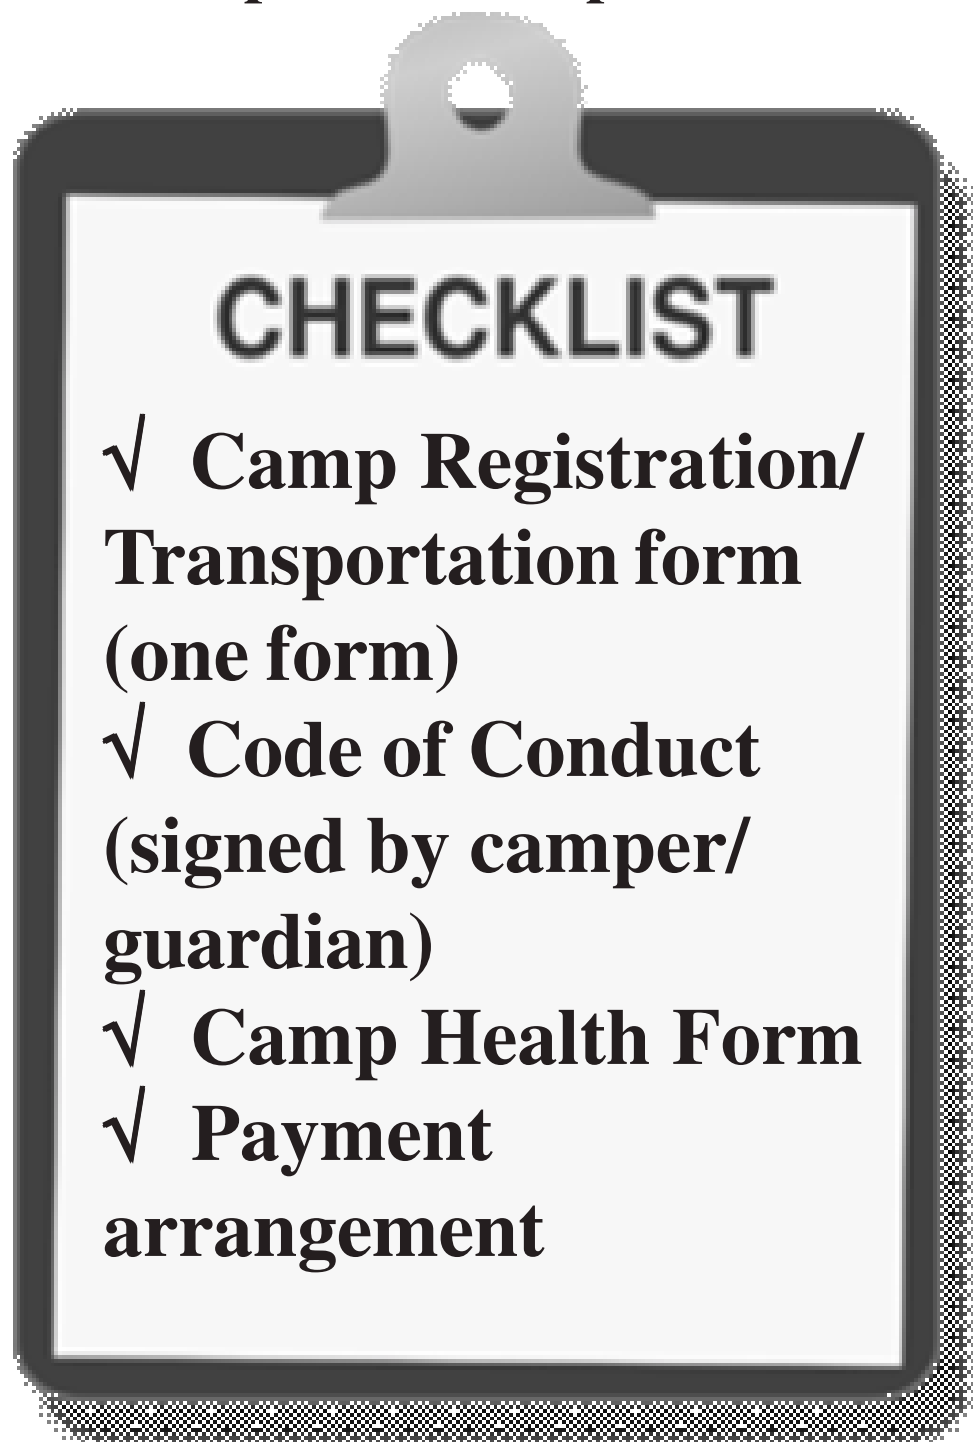 CHECKLIST
√ Camp Registration/
Transportation form
(one form)
√ Code of Conduct
(signed by camper/
guardian)
√ Camp Health Form
√ Payment
arrangement